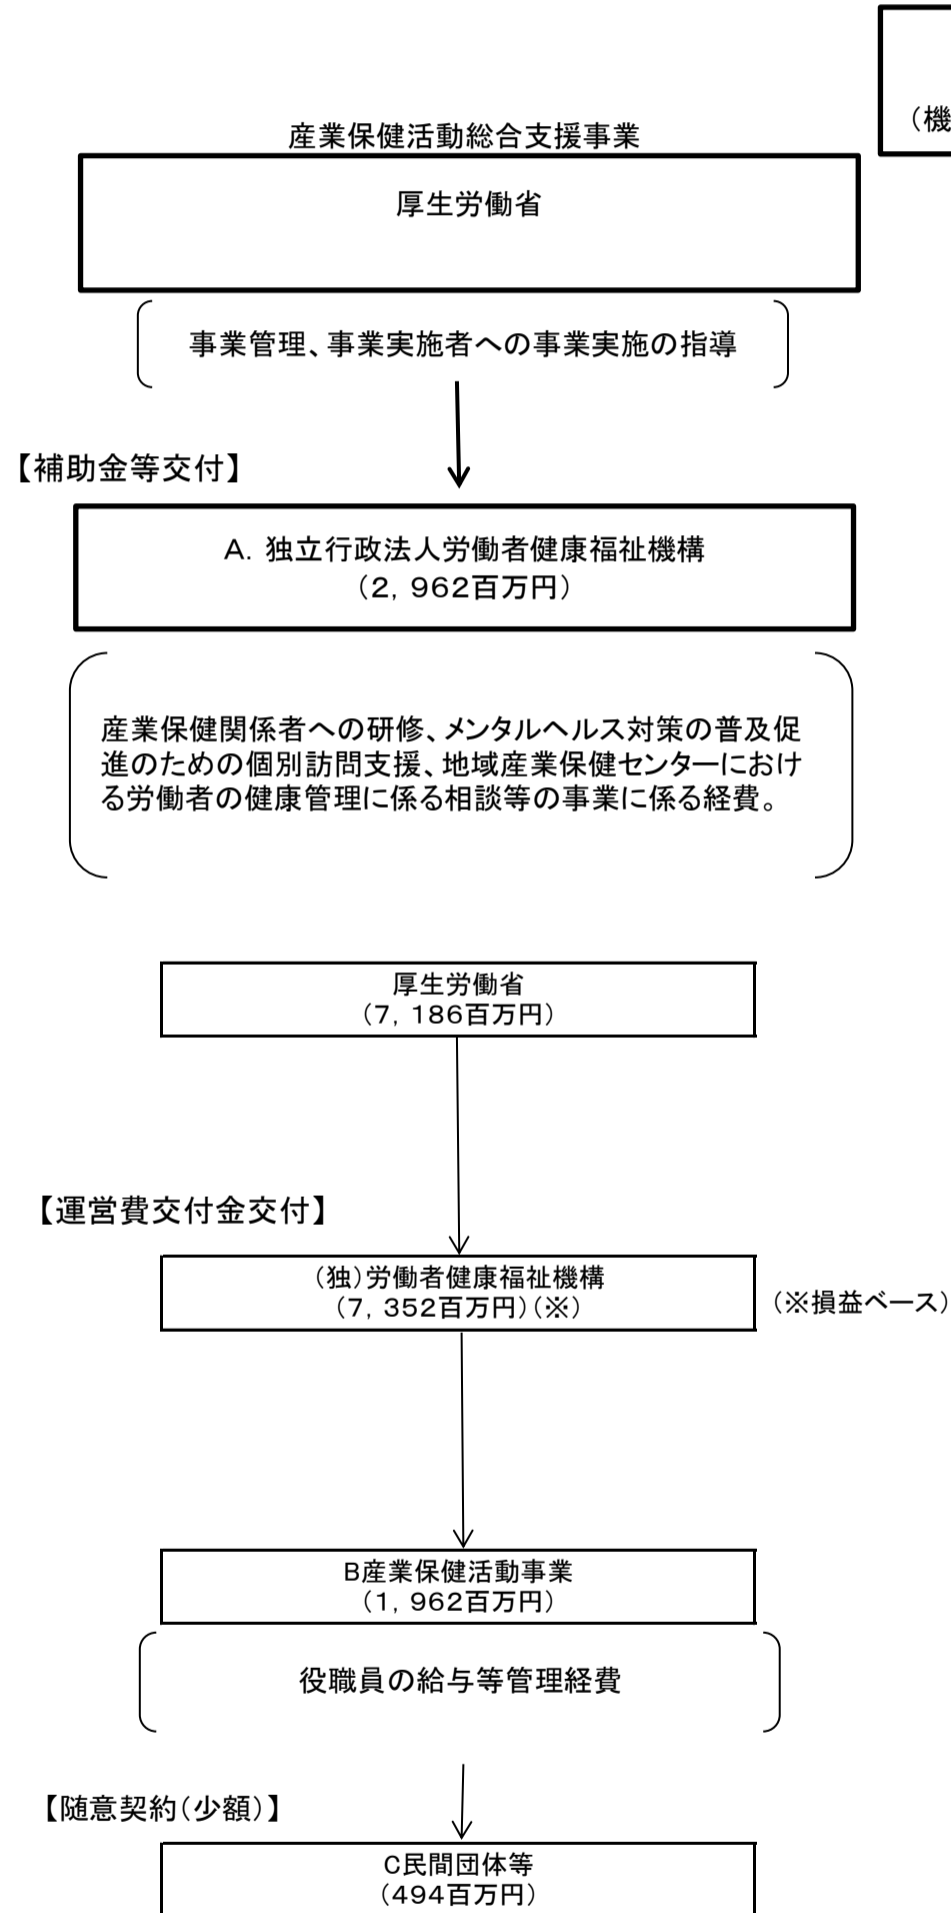 （機
産業保健活動総合支援事業
厚生労働省
事業管理、事業実施者への事業実施の指導
【補助金等交付】
A．独立行政法人労働者健康福祉機構
（2，962百万円）
産業保健関係者への研修、メンタルヘルス対策の普及促
進のための個別訪問支援、地域産業保健センターにおけ
る労働者の健康管理に係る相談等の事業に係る経費。
厚生労働省
（7，186百万円）
【運営費交付金交付】
（独）労働者健康福祉機構
（7，352百万円）（※）
（※損益ベース）
B産業保健活動事業
（1，962百万円）
役職員の給与等管理経費
【随意契約（少額）】
C民間団体等
（494百万円）